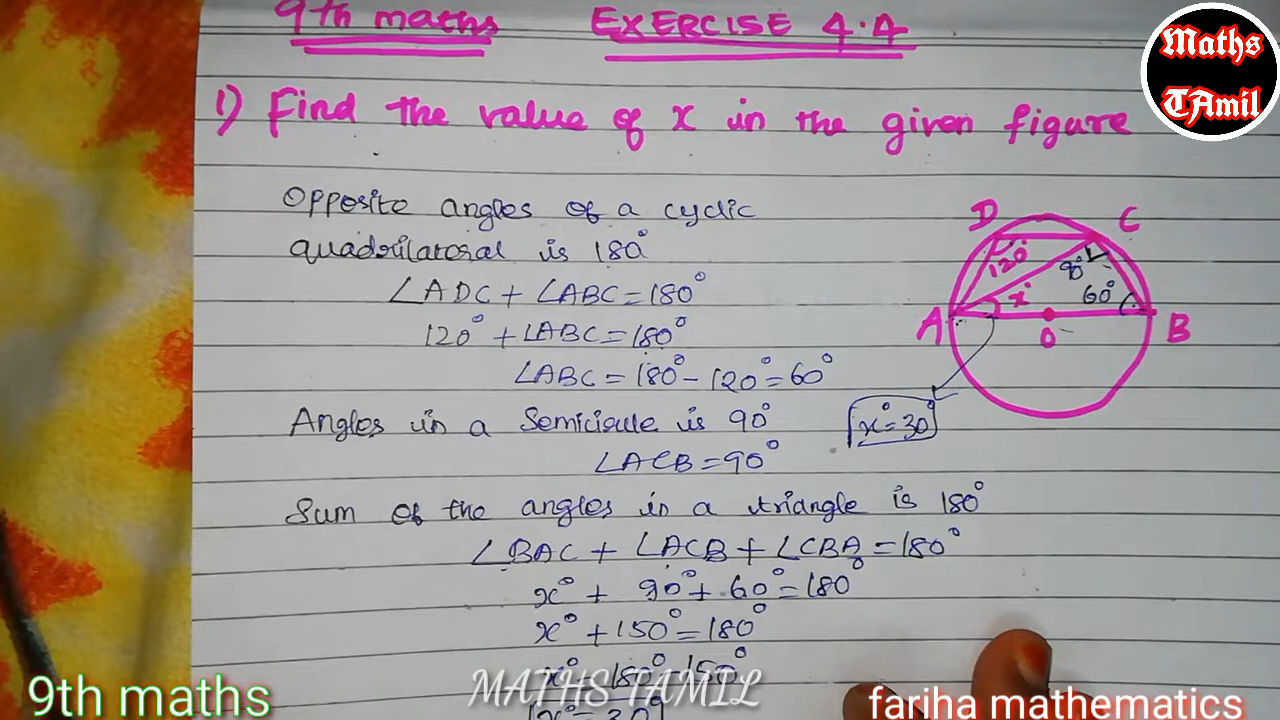 9th maths EXERCISE 4.4
Maths
TAmil
1) Find the value of x in the given figure
Opposite angles of a cyclic
quadrilateral is 180°
∠ADC + ∠ABC = 180°
120° + ∠ABC = 180°
∠ABC = 180° - 120° = 60°
Angles in a Semicircle is 90°
∠ACB = 90°
Sum of the angles in a triangle is 180°
∠BAC + ∠ACB + ∠CBA = 180°
x° + 90° + 60° = 180°
x° + 150° = 180°
x° = 180° - 150°
x° = 30°
D C
120° 90°
x° 60°
A O B
x° = 30°
MATHS TAMIL
9th maths
fariha mathematics